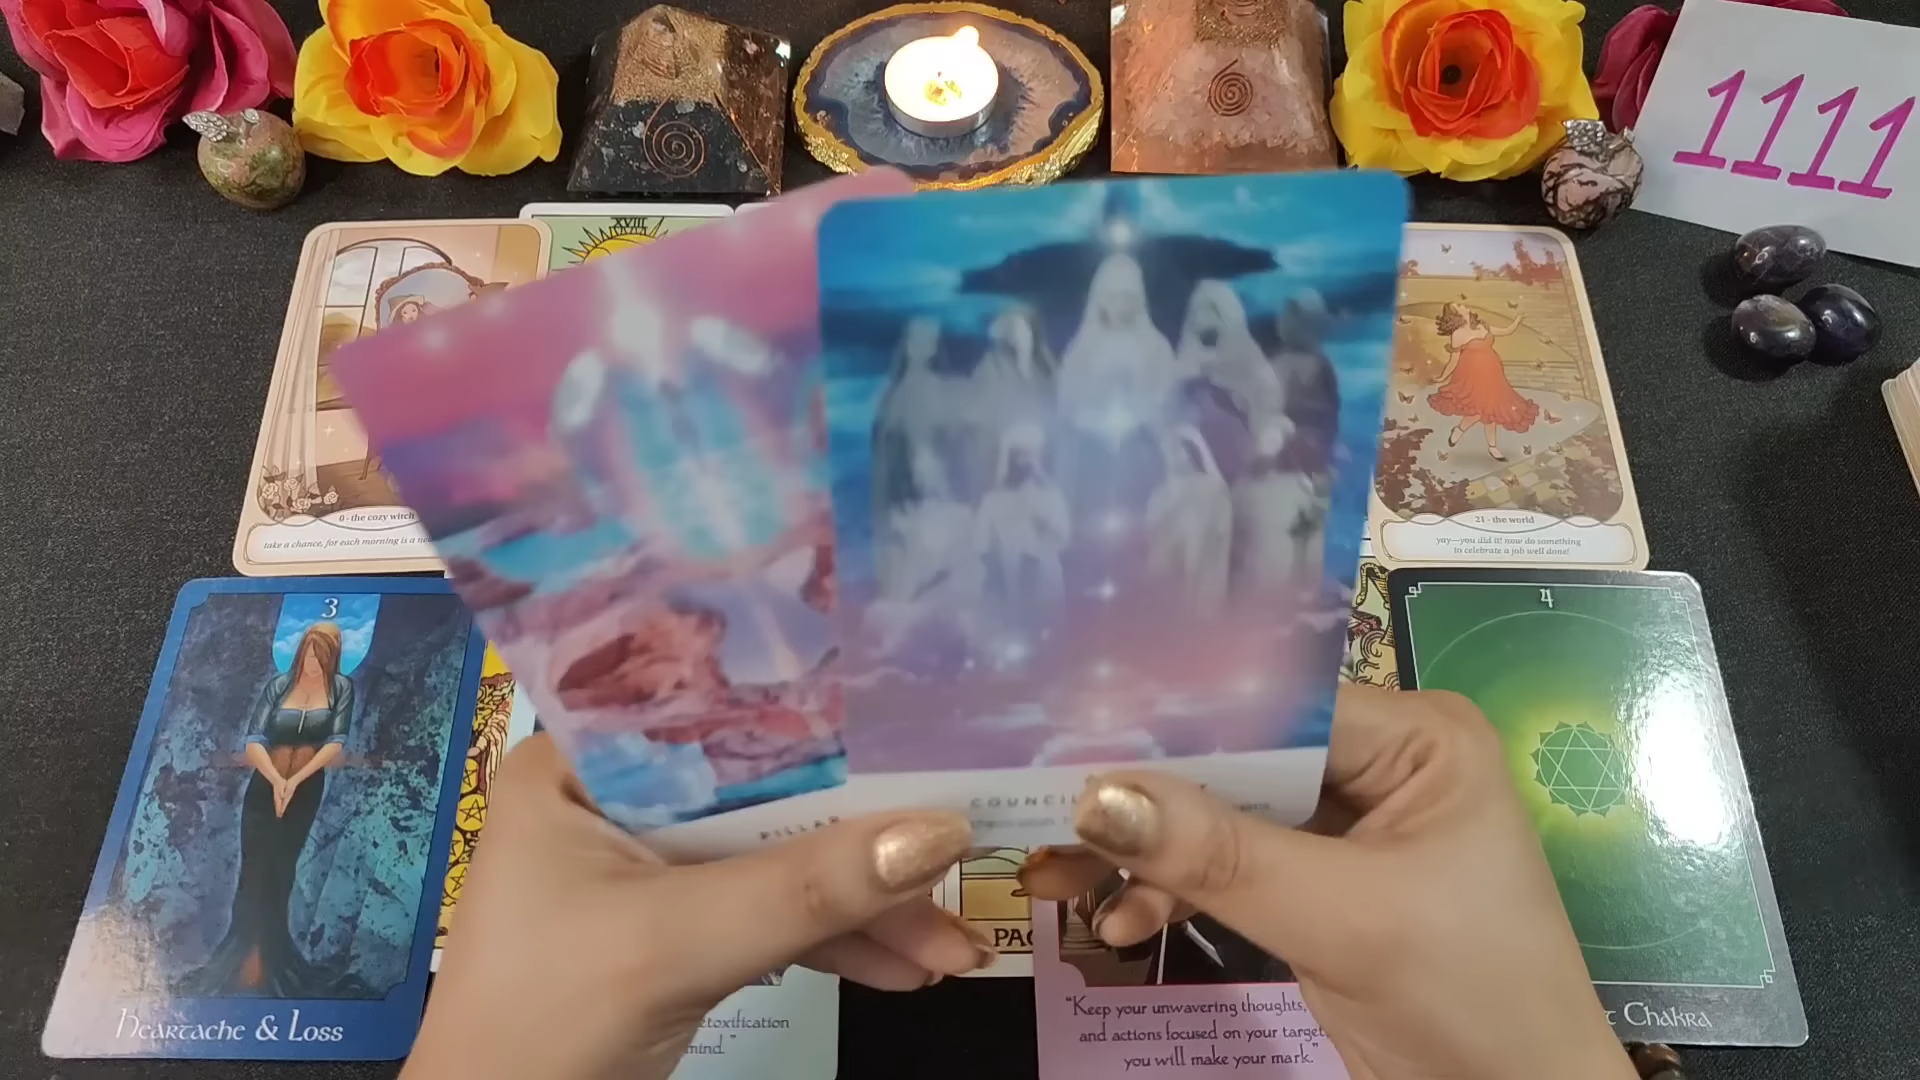 1111
XVIII
0 - the cozy witch
take a chance, for each morning is a
21 - the world
yay—you did it! now do something
to celebrate a job well done!
3
Heartache & Loss
4
Chakra
PILLAR
COUNCIL
PAG
etoxification
mind."
"Keep your unwavering thoughts,
and actions focused on your target,
you will make your mark."